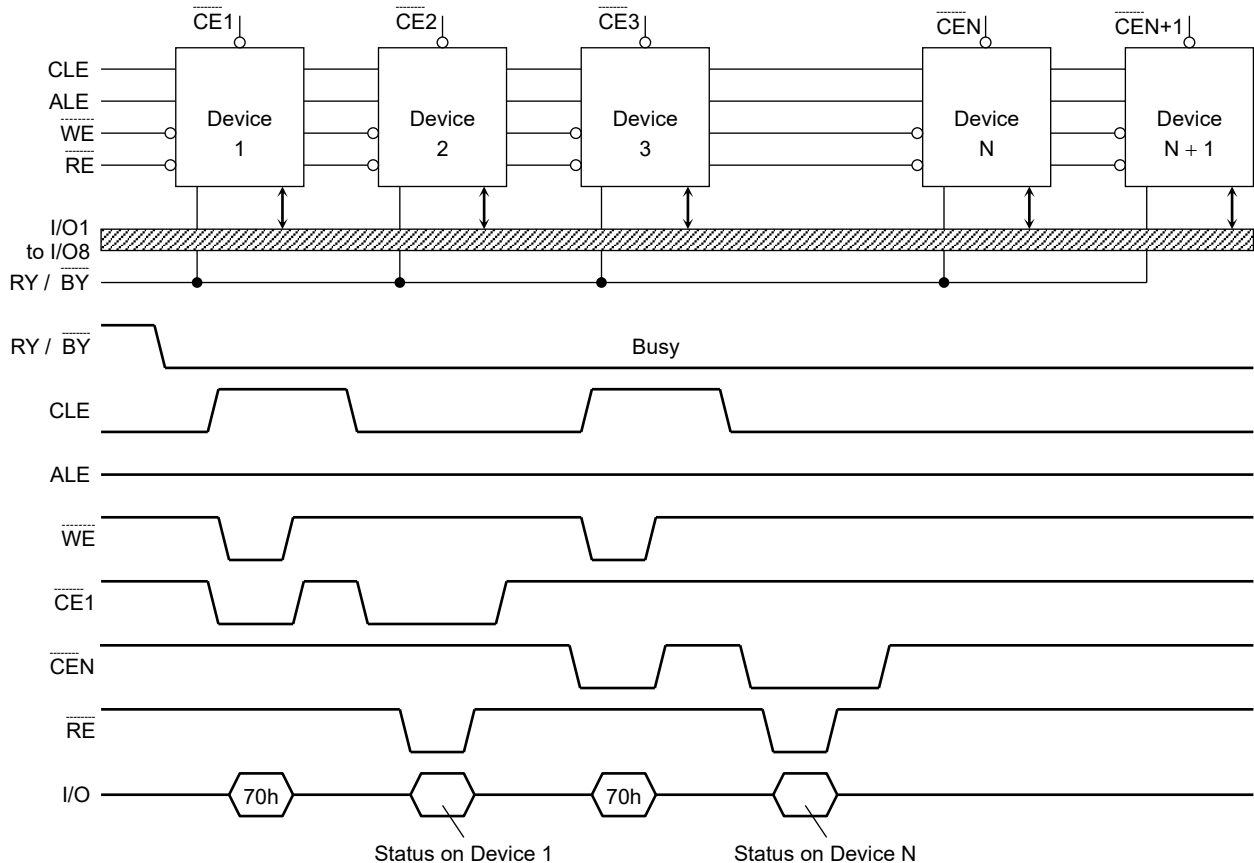 CE1 CE2 CE3 CEN CEN+1
CLE
ALE
WE
RE
Device 1
Device 2
Device 3
Device N
Device N + 1
I/O1 to I/O8
RY / BY
RY / BY
Busy
CLE
ALE
WE
CE1
CEN
RE
I/O
70h
70h
Status on Device 1
Status on Device N